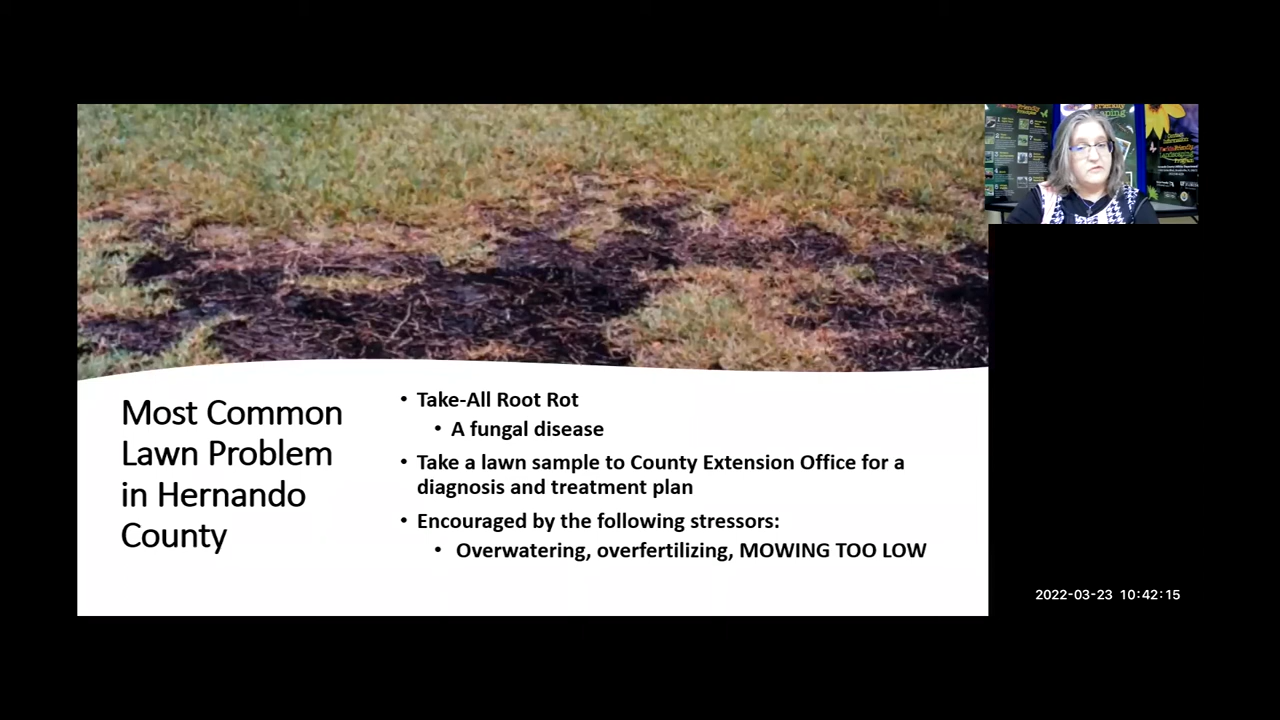 Most Common
Lawn Problem
in Hernando
County
• Take-All Root Rot
• A fungal disease
• Take a lawn sample to County Extension Office for a
diagnosis and treatment plan
• Encouraged by the following stressors:
• Overwatering, overfertilizing, MOWING TOO LOW
Friendly
2022-03-23 10:42:15